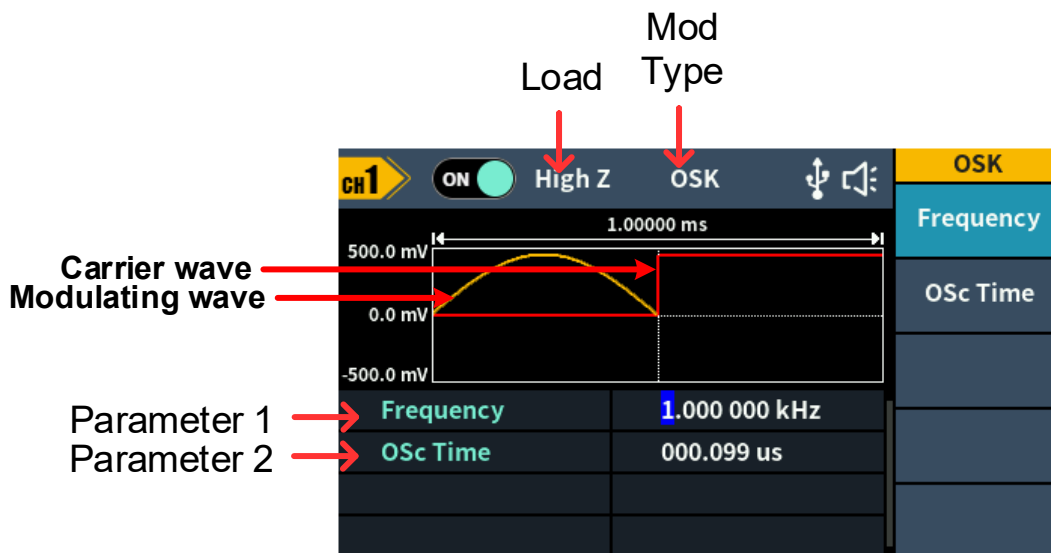 Mod
Type
Load
CH1
ON
High Z
OSK
OSK
Frequency
OSc Time
1.00000 ms
500.0 mV
Carrier wave
Modulating wave
0.0 mV
-500.0 mV
Parameter 1
Frequency
1.000 000 kHz
Parameter 2
OSc Time
000.099 us